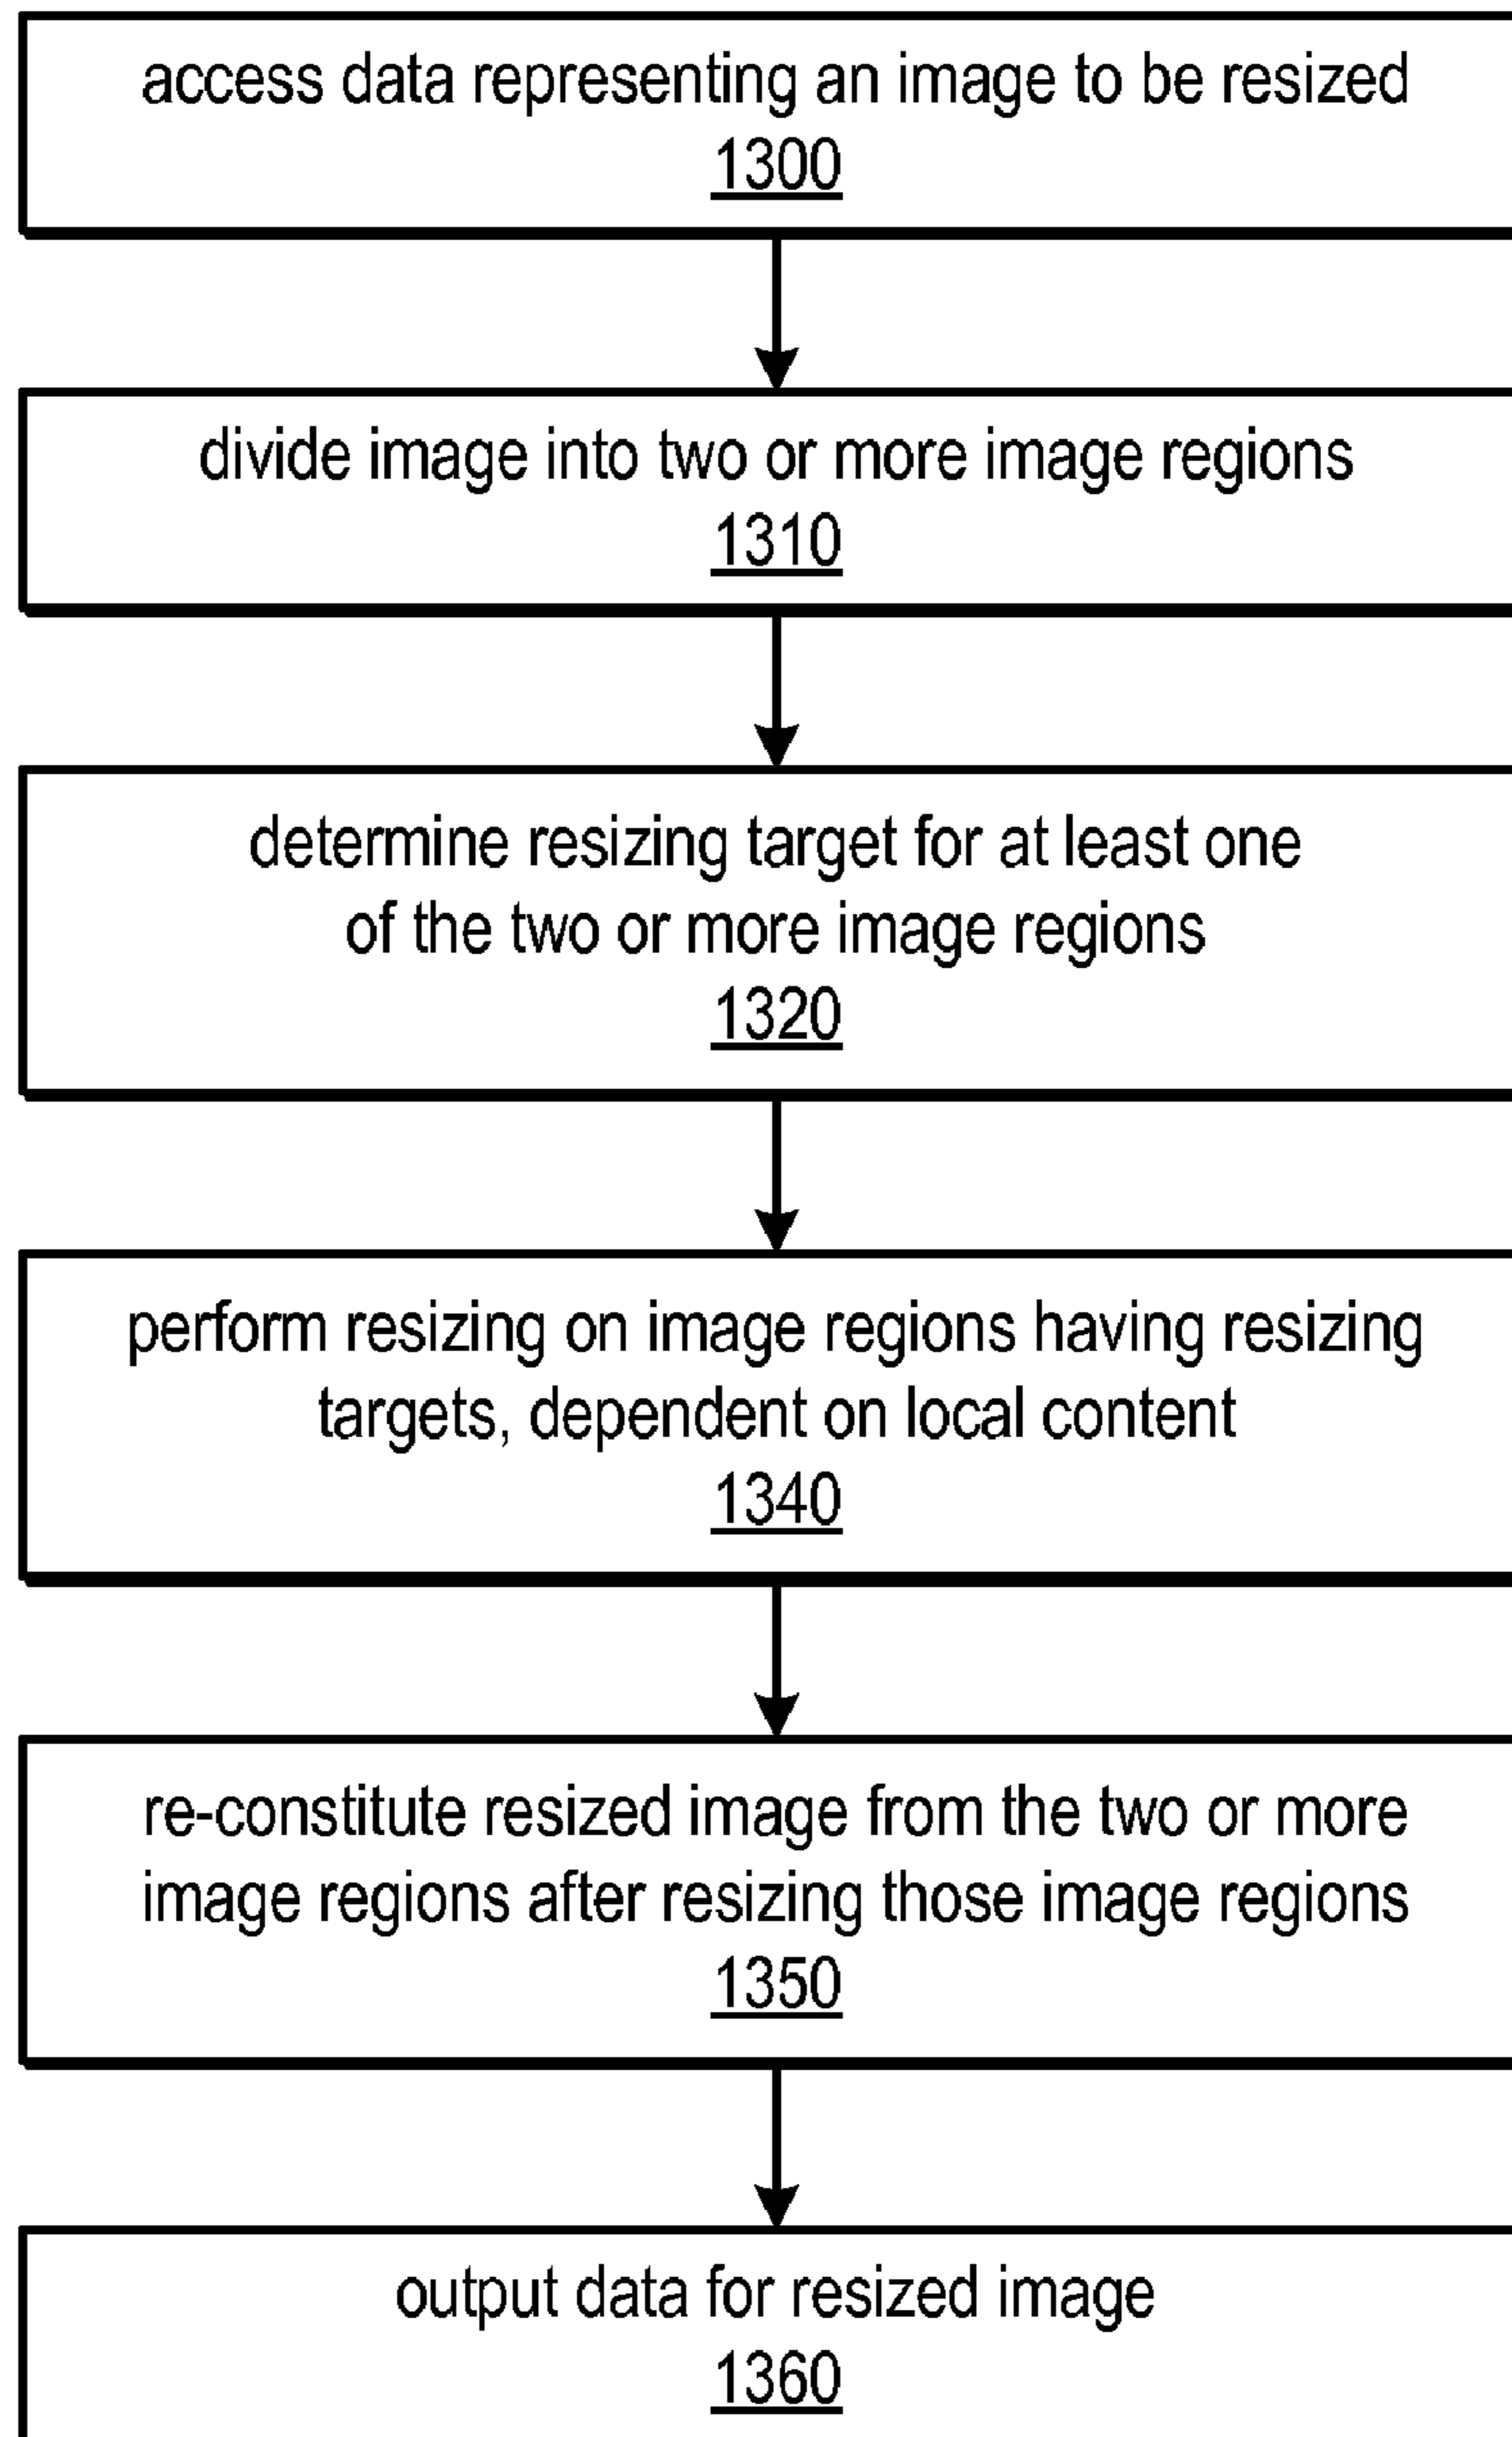 access data representing an image to be resized
1300
divide image into two or more image regions
1310
determine resizing target for at least one
of the two or more image regions
1320
perform resizing on image regions having resizing
targets, dependent on local content
1340
re-constitute resized image from the two or more
image regions after resizing those image regions
1350
output data for resized image
1360